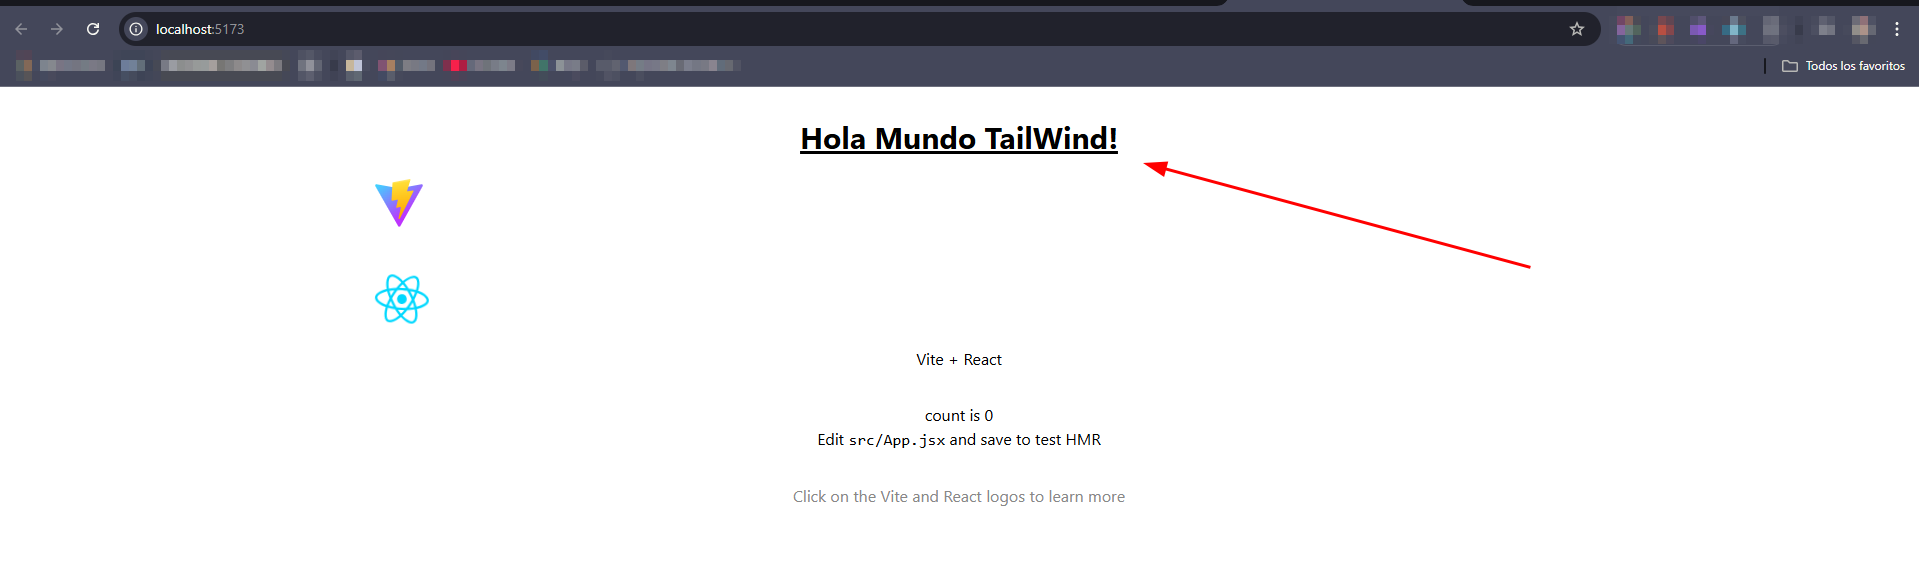 localhost:5173
Todos los favoritos
Hola Mundo TailWind!
Vite + React
count is 0
Edit src/App.jsx and save to test HMR
Click on the Vite and React logos to learn more